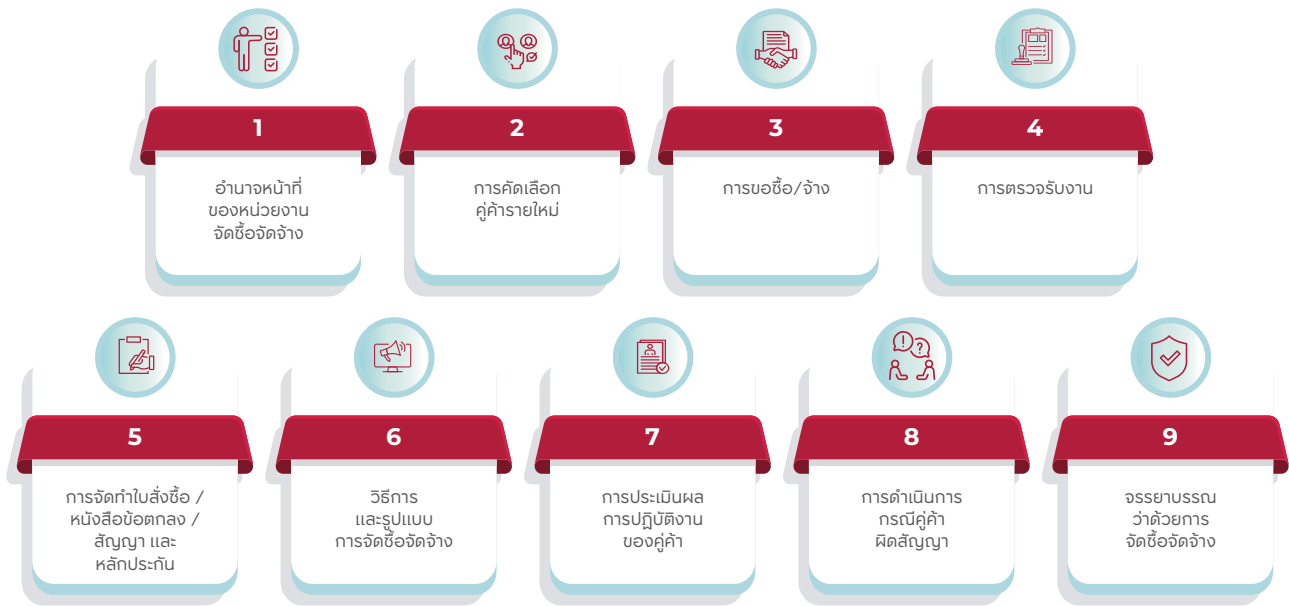 1
อำนาจหน้าที่
ของหน่วยงาน
จัดซื้อจัดจ้าง
2
การคัดเลือก
คู่ค้ารายใหม่
3
การขอซื้อ/จ้าง
4
การตรวจรับงาน
5
การจัดทำใบสั่งซื้อ /
หนังสือข้อตกลง /
สัญญา และ
หลักประกัน
6
วิธีการ
และรูปแบบ
การจัดซื้อจัดจ้าง
7
การประเมินผล
การปฏิบัติงาน
ของคู่ค้า
8
การดำเนินการ
กรณีคู่ค้า
ผิดสัญญา
9
จรรยาบรรณ
ว่าด้วยการ
จัดซื้อจัดจ้าง